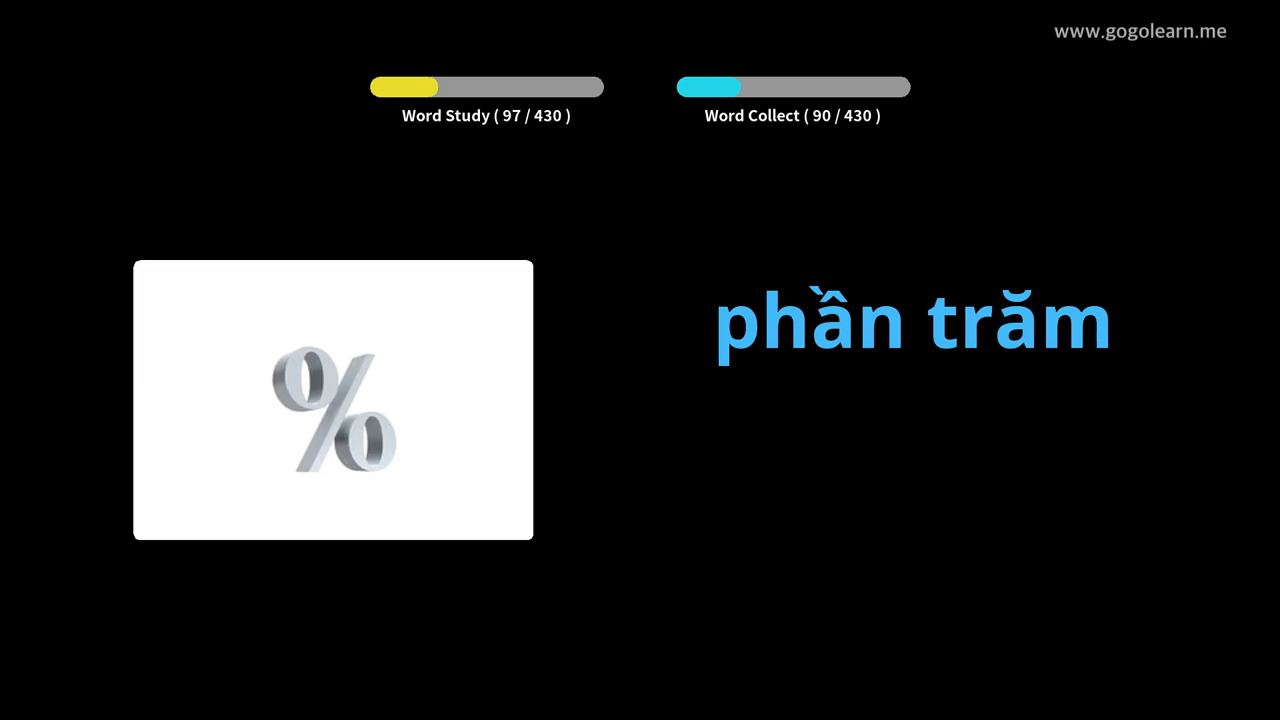 www.gogolearn.me
Word Study ( 97 / 430 )
Word Collect ( 90 / 430 )
%
phần trăm